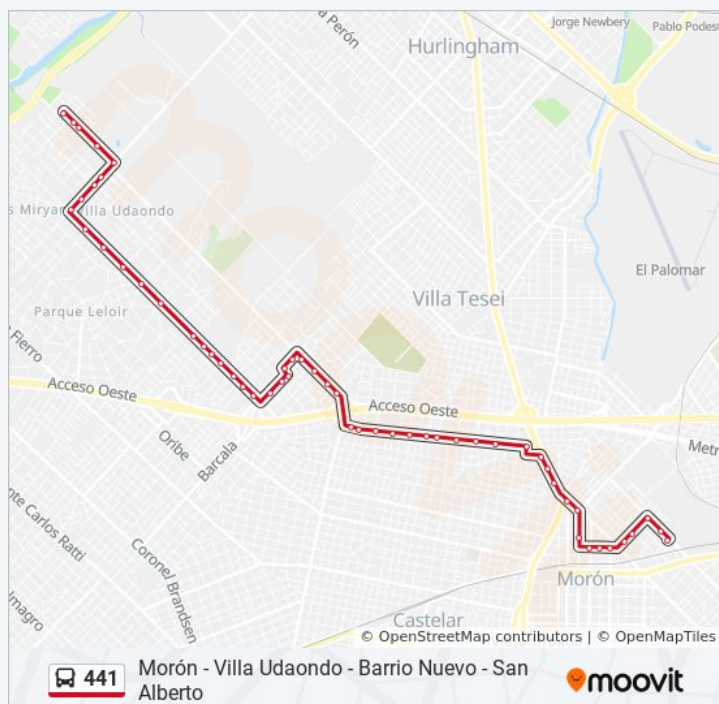 Perón
Hurlingham
Jorge Newbery
Pablo Podest
s Miryan
Villa Udaondo
El Palomar
Villa Tesei
Parque Leloir
Fierro
Acceso Oeste
Acceso Oeste
Oribe
Barcala
Metr
nte Carlos Ratti
Coronel Brandsen
lmagro
Morón
Castelar
moovit
© OpenStreetMap contributors | © OpenMapTiles
441
Morón - Villa Udaondo - Barrio Nuevo - San
Alberto
moovit